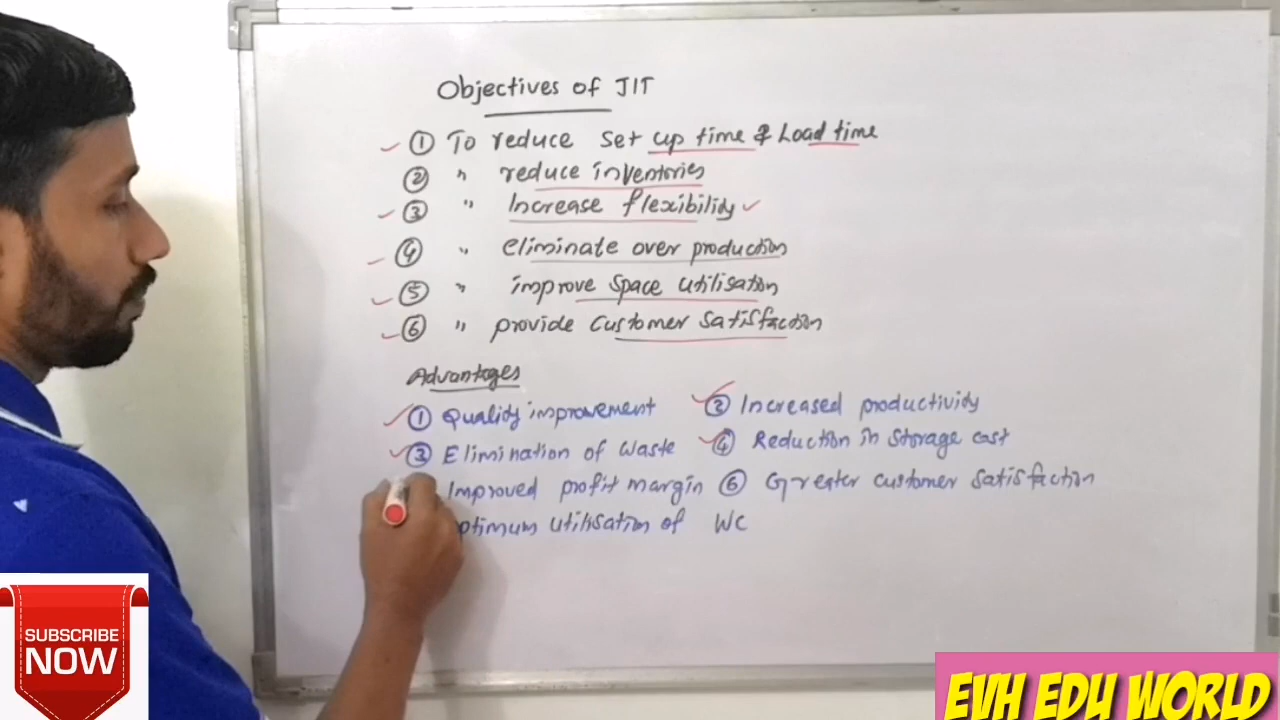 Objectives of JIT
① To reduce Set up time & Load time
② " reduce inventories
③ " Increase flexibility
④ " eliminate over production
⑤ " improve Space utilisation
⑥ " provide Customer Satisfaction
Advantages
① Quality improvement ② Increased productivity
③ Elimination of Waste ④ Reduction in Storage cost
Improved profit margin ⑥ Greater customer satisfaction
ptimum utilisation of WC
SUBSCRIBE
NOW
EVH EDU WORLD